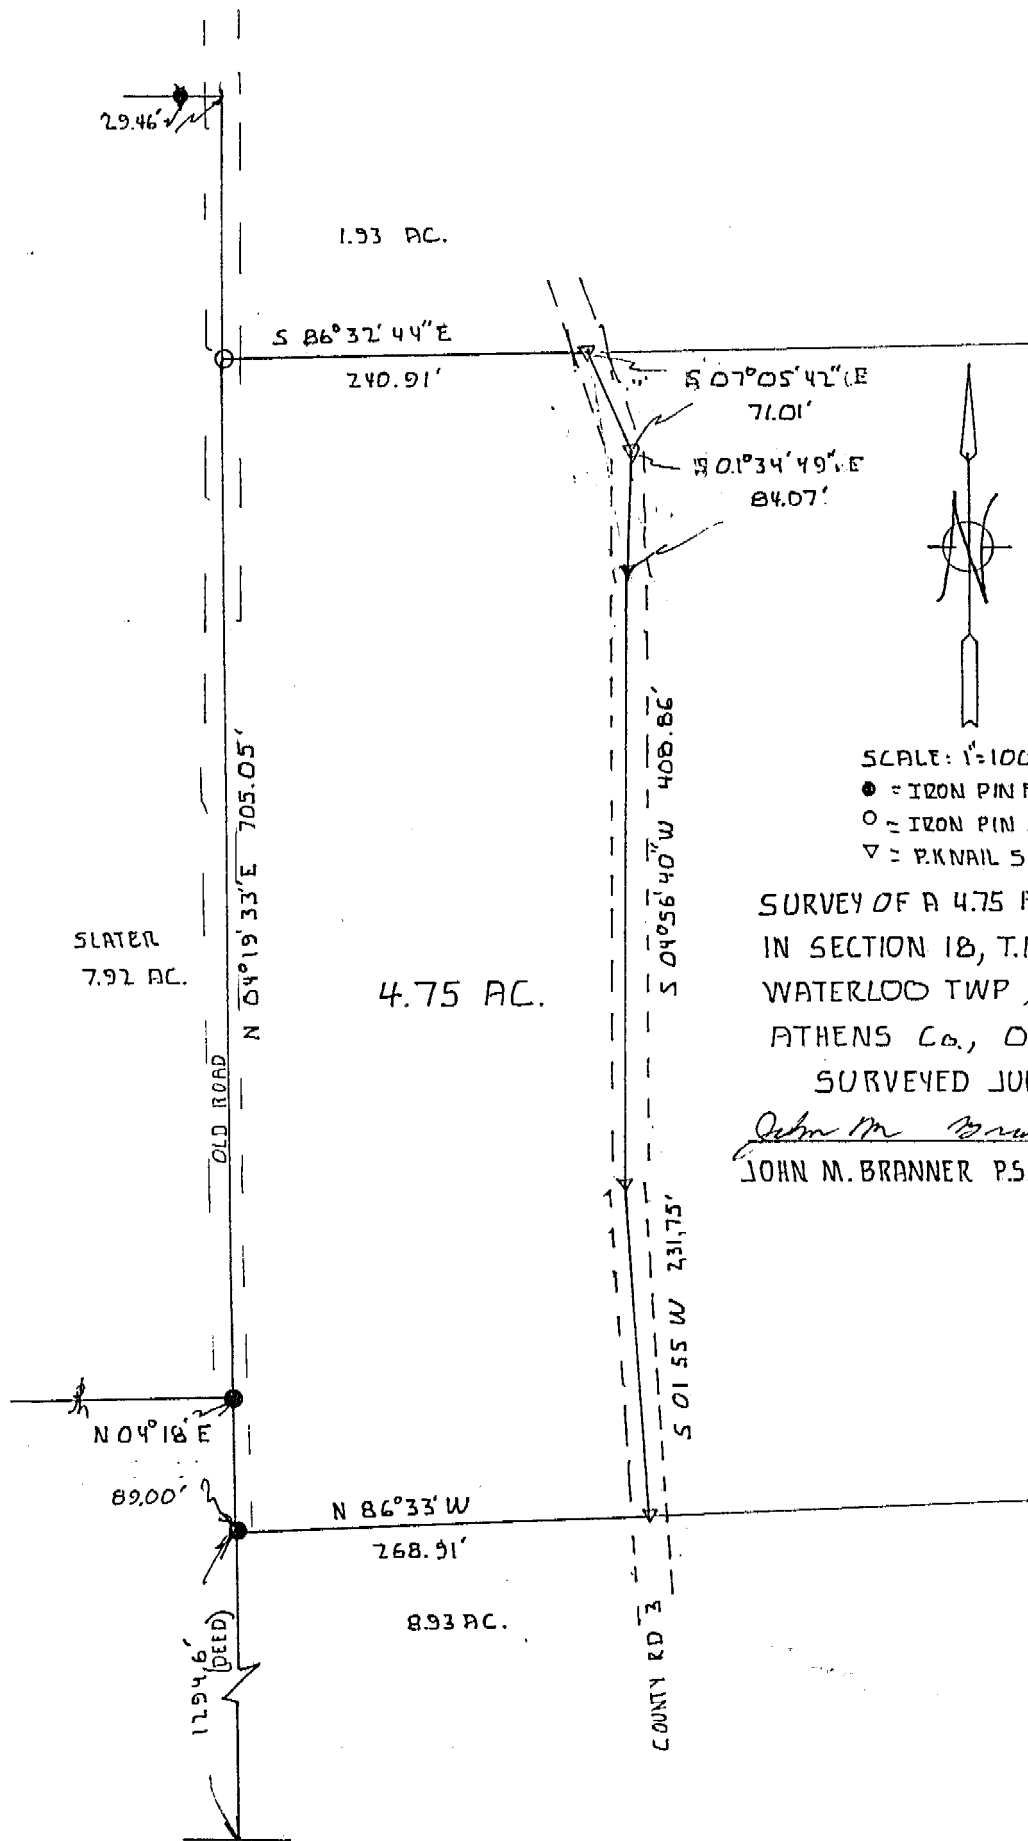 29.46'
1.93 AC.
S 86°32'44"E
240.91'
S 07°05'42" E
71.01'
S 01°34'49" E
84.07'
N 04°19'33"E 705.05'
S 04°56'40"W 408.86'
SCALE: 1"=100
● = IRON PIN F
○ = IRON PIN
▽ = P.K NAIL S
SURVEY OF A 4.75
IN SECTION 18, T.
WATERLOO TWP,
ATHENS Co., O
SURVEYED JU
John M
JOHN M. BRANNER P.S.
SLATER
7.92 AC.
4.75 AC.
OLD ROAD
S 01 55 W 231.75'
N 04°18' E
89.00'
N 86°33' W
268.91'
8.93 AC.
1294.6'
(DEED)
COUNTY RD 3